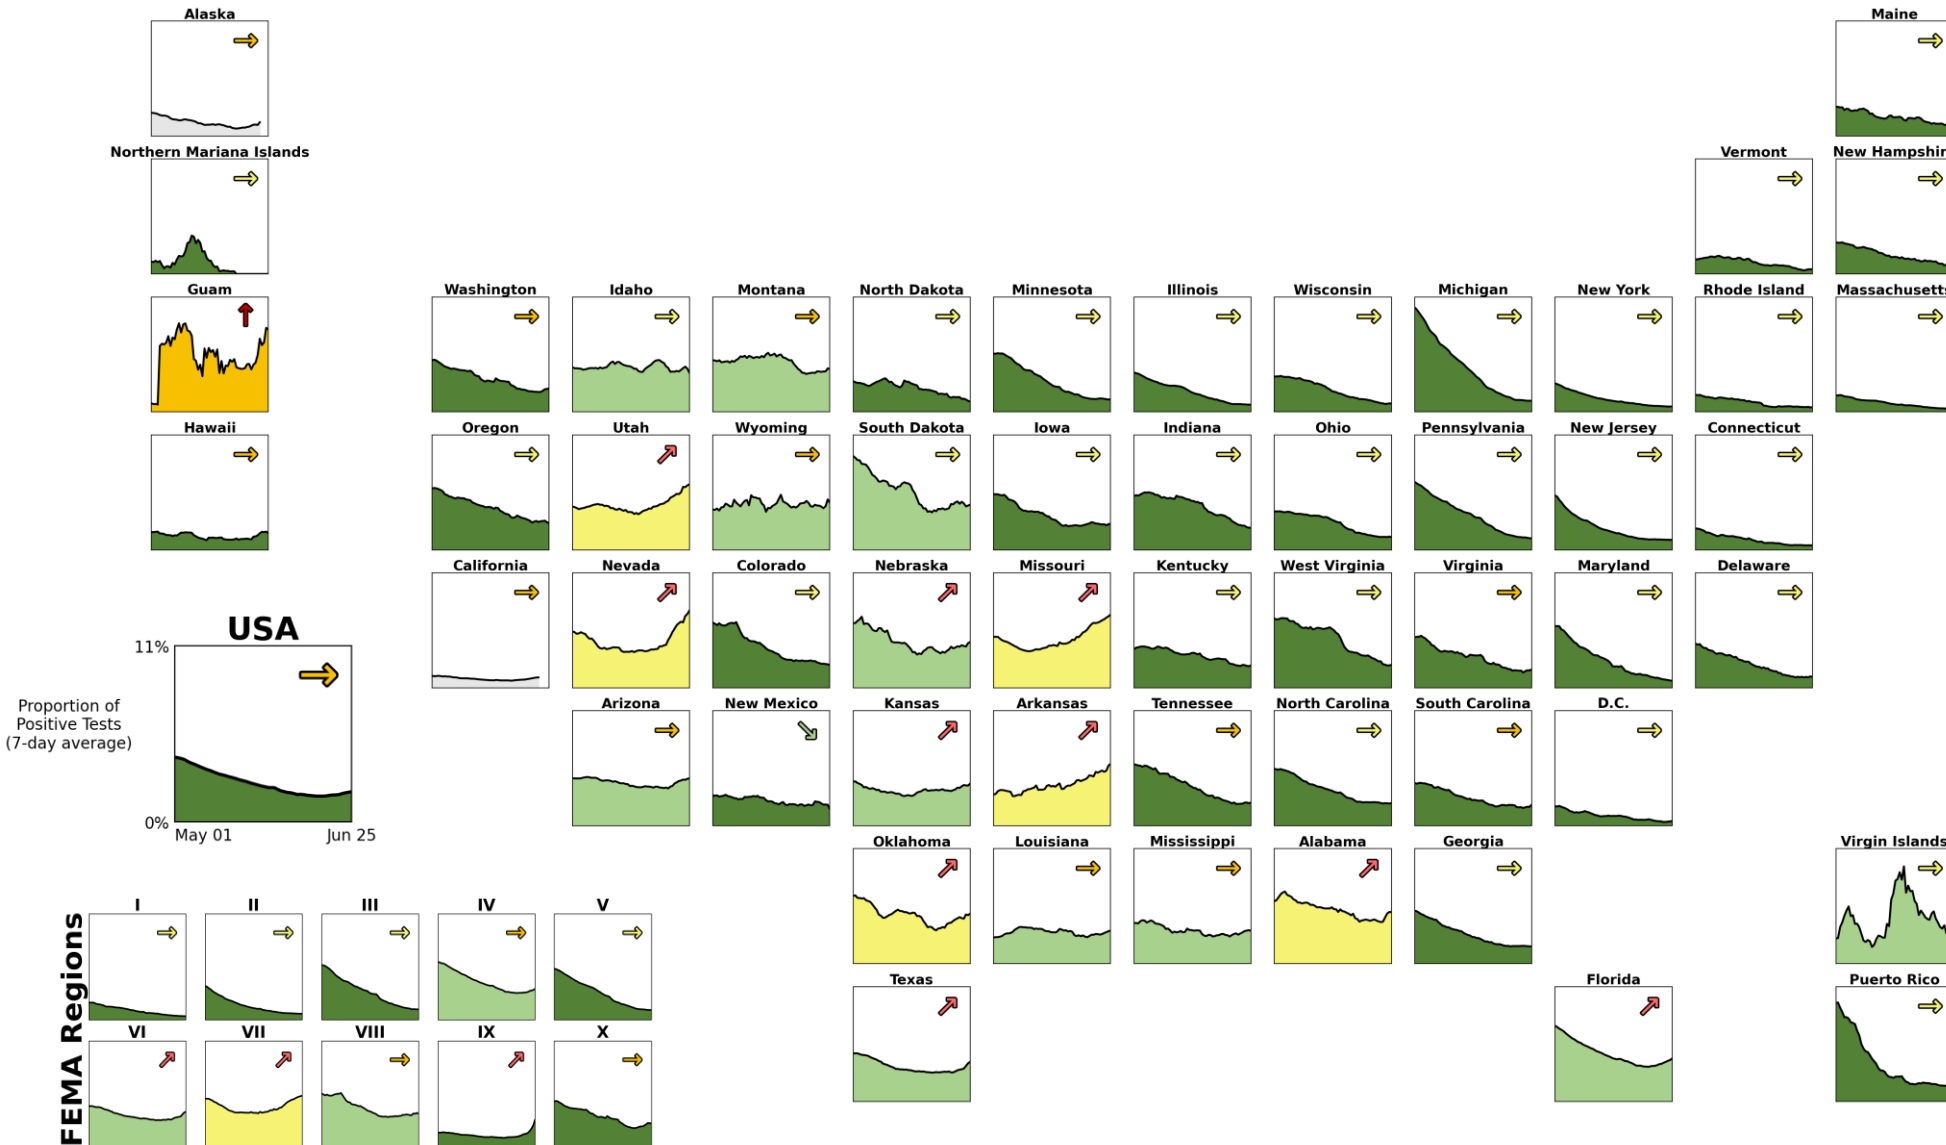 Alaska
Maine
Northern Mariana Islands
Vermont
New Hampshir
Guam
Washington
Idaho
Montana
North Dakota
Minnesota
Illinois
Wisconsin
Michigan
New York
Rhode Island
Massachusetts
Hawaii
Oregon
Utah
Wyoming
South Dakota
Iowa
Indiana
Ohio
Pennsylvania
New Jersey
Connecticut
California
Nevada
Colorado
Nebraska
Missouri
Kentucky
West Virginia
Virginia
Maryland
Delaware
USA
11%
Proportion of
Positive Tests
(7-day average)
0%
May 01
Jun 25
Arizona
New Mexico
Kansas
Arkansas
Tennessee
North Carolina
South Carolina
D.C.
Oklahoma
Louisiana
Mississippi
Alabama
Georgia
Virgin Islands
Texas
Florida
Puerto Rico
FEMA Regions
I
II
III
IV
V
VI
VII
VIII
IX
X